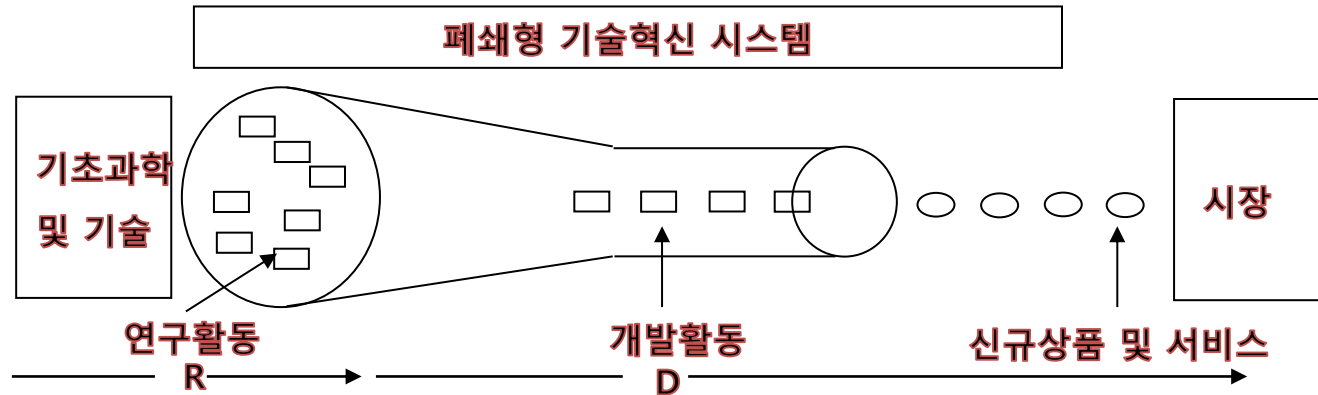 폐쇄형 기술혁신 시스템
기초과학
및 기술
시장
연구활동
개발활동
신규상품 및 서비스
R
D